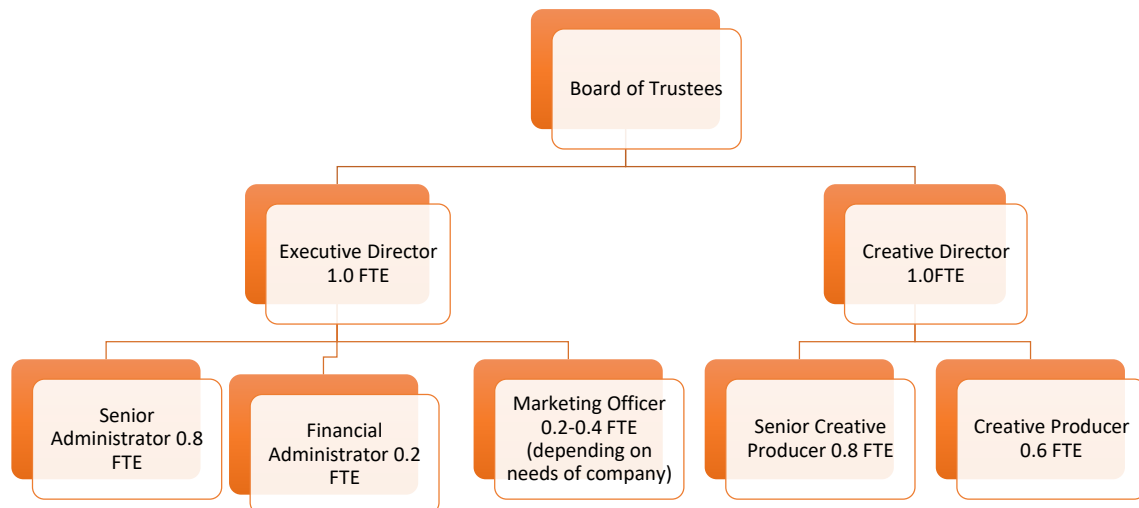 Board of Trustees
Executive Director
1.0 FTE
Creative Director
1.0FTE
Senior
Administrator 0.8
FTE
Financial
Administrator 0.2
FTE
Marketing Officer
0.2-0.4 FTE
(depending on
needs of company)
Senior Creative
Producer 0.8 FTE
Creative Producer
0.6 FTE